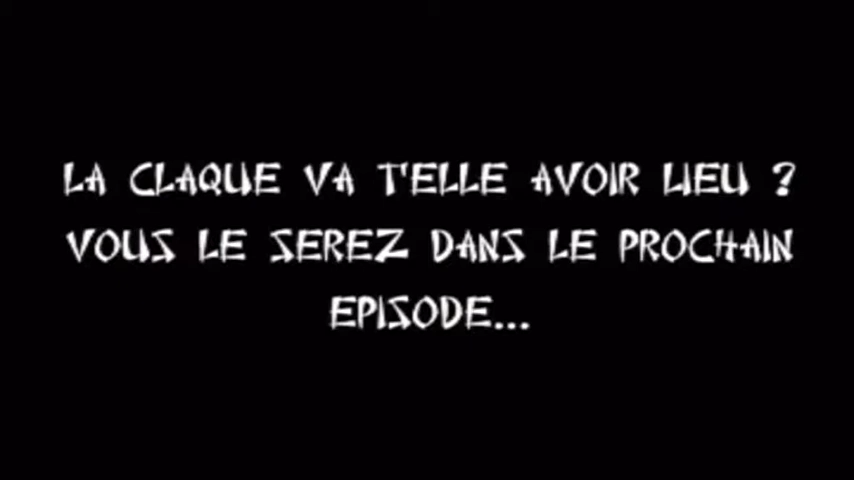 LA CLAQUE VA T'ELLE AVOIR LIEU ?
VOUS LE SEREZ DANS LE PROCHAIN
EPISODE...